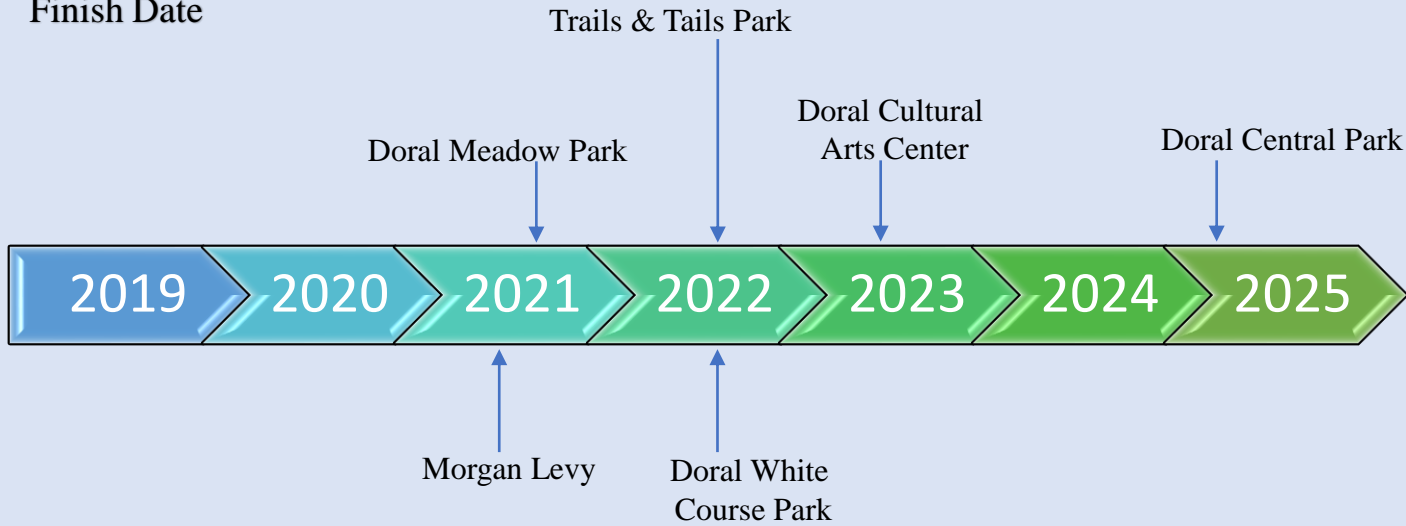 Finish Date
Trails & Tails Park
Doral Cultural
Arts Center
Doral Meadow Park
Doral Central Park
2019
2020
2021
2022
2023
2024
2025
Morgan Levy
Doral White
Course Park